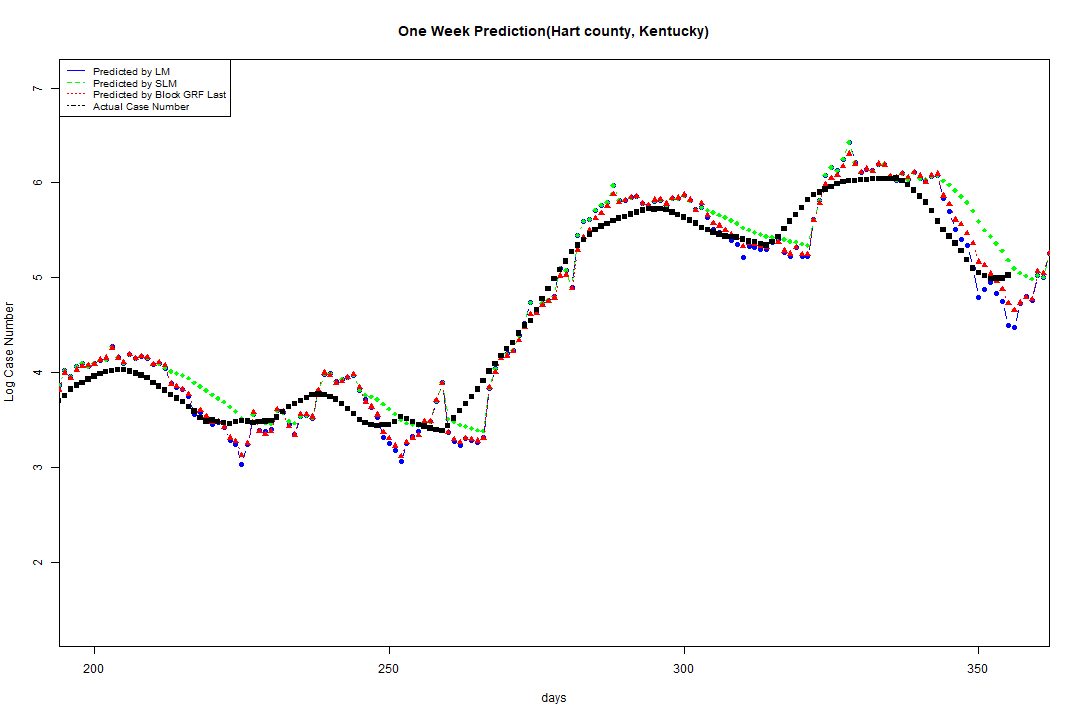 One Week Prediction(Hart county, Kentucky)
Predicted by LM
Predicted by SLM
Predicted by Block GRF Last
Actual Case Number
7
6
5
4
3
2
Log Case Number
200
250
300
350
days